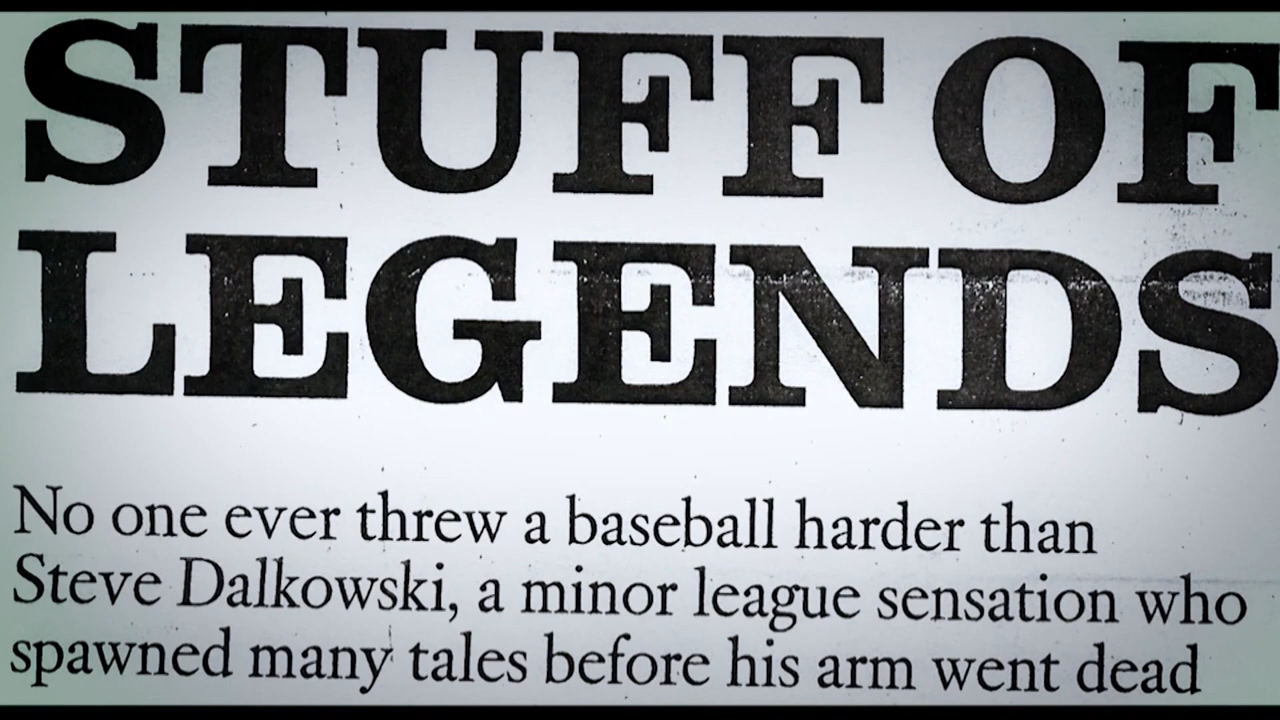 STUFF OF
LEGENDS
No one ever threw a baseball harder than
Steve Dalkowski, a minor league sensation who
spawned many tales before his arm went dead